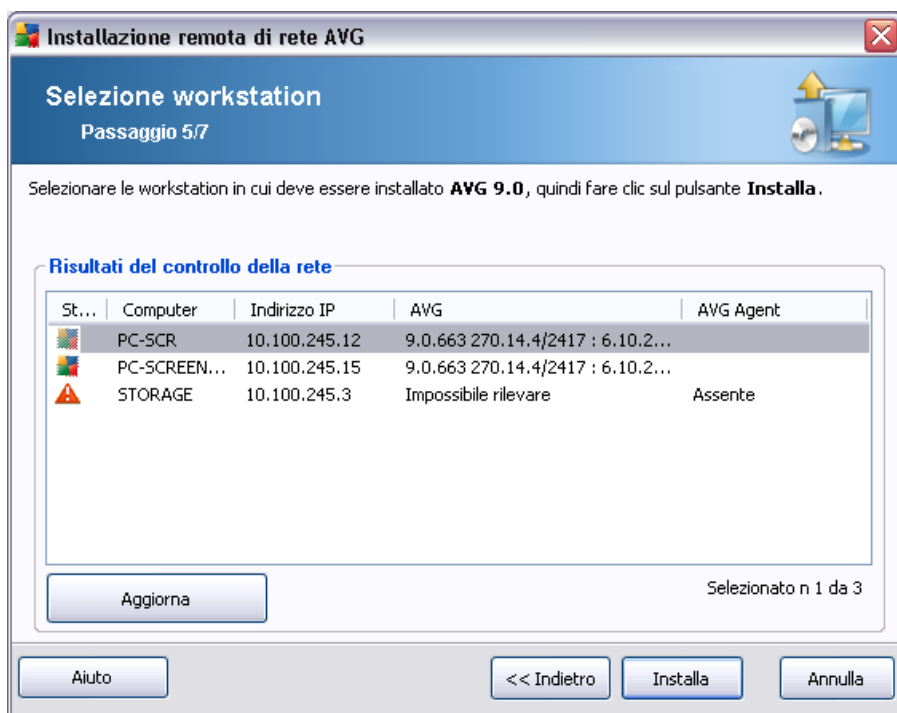 Installazione remota di rete AVG
Selezione workstation
Passaggio 5/7
Selezionare le workstation in cui deve essere installato AVG 9.0, quindi fare clic sul pulsante Installa.
Risultati del controllo della rete
St... Computer Indirizzo IP AVG AVG Agent
PC-SCR 10.100.245.12 9.0.663 270.14.4/2417 : 6.10.2...
PC-SCREEN... 10.100.245.15 9.0.663 270.14.4/2417 : 6.10.2...
STORAGE 10.100.245.3 Impossibile rilevare Assente
Aggiorna Selezionato n 1 da 3
Aiuto << Indietro Installa Annulla